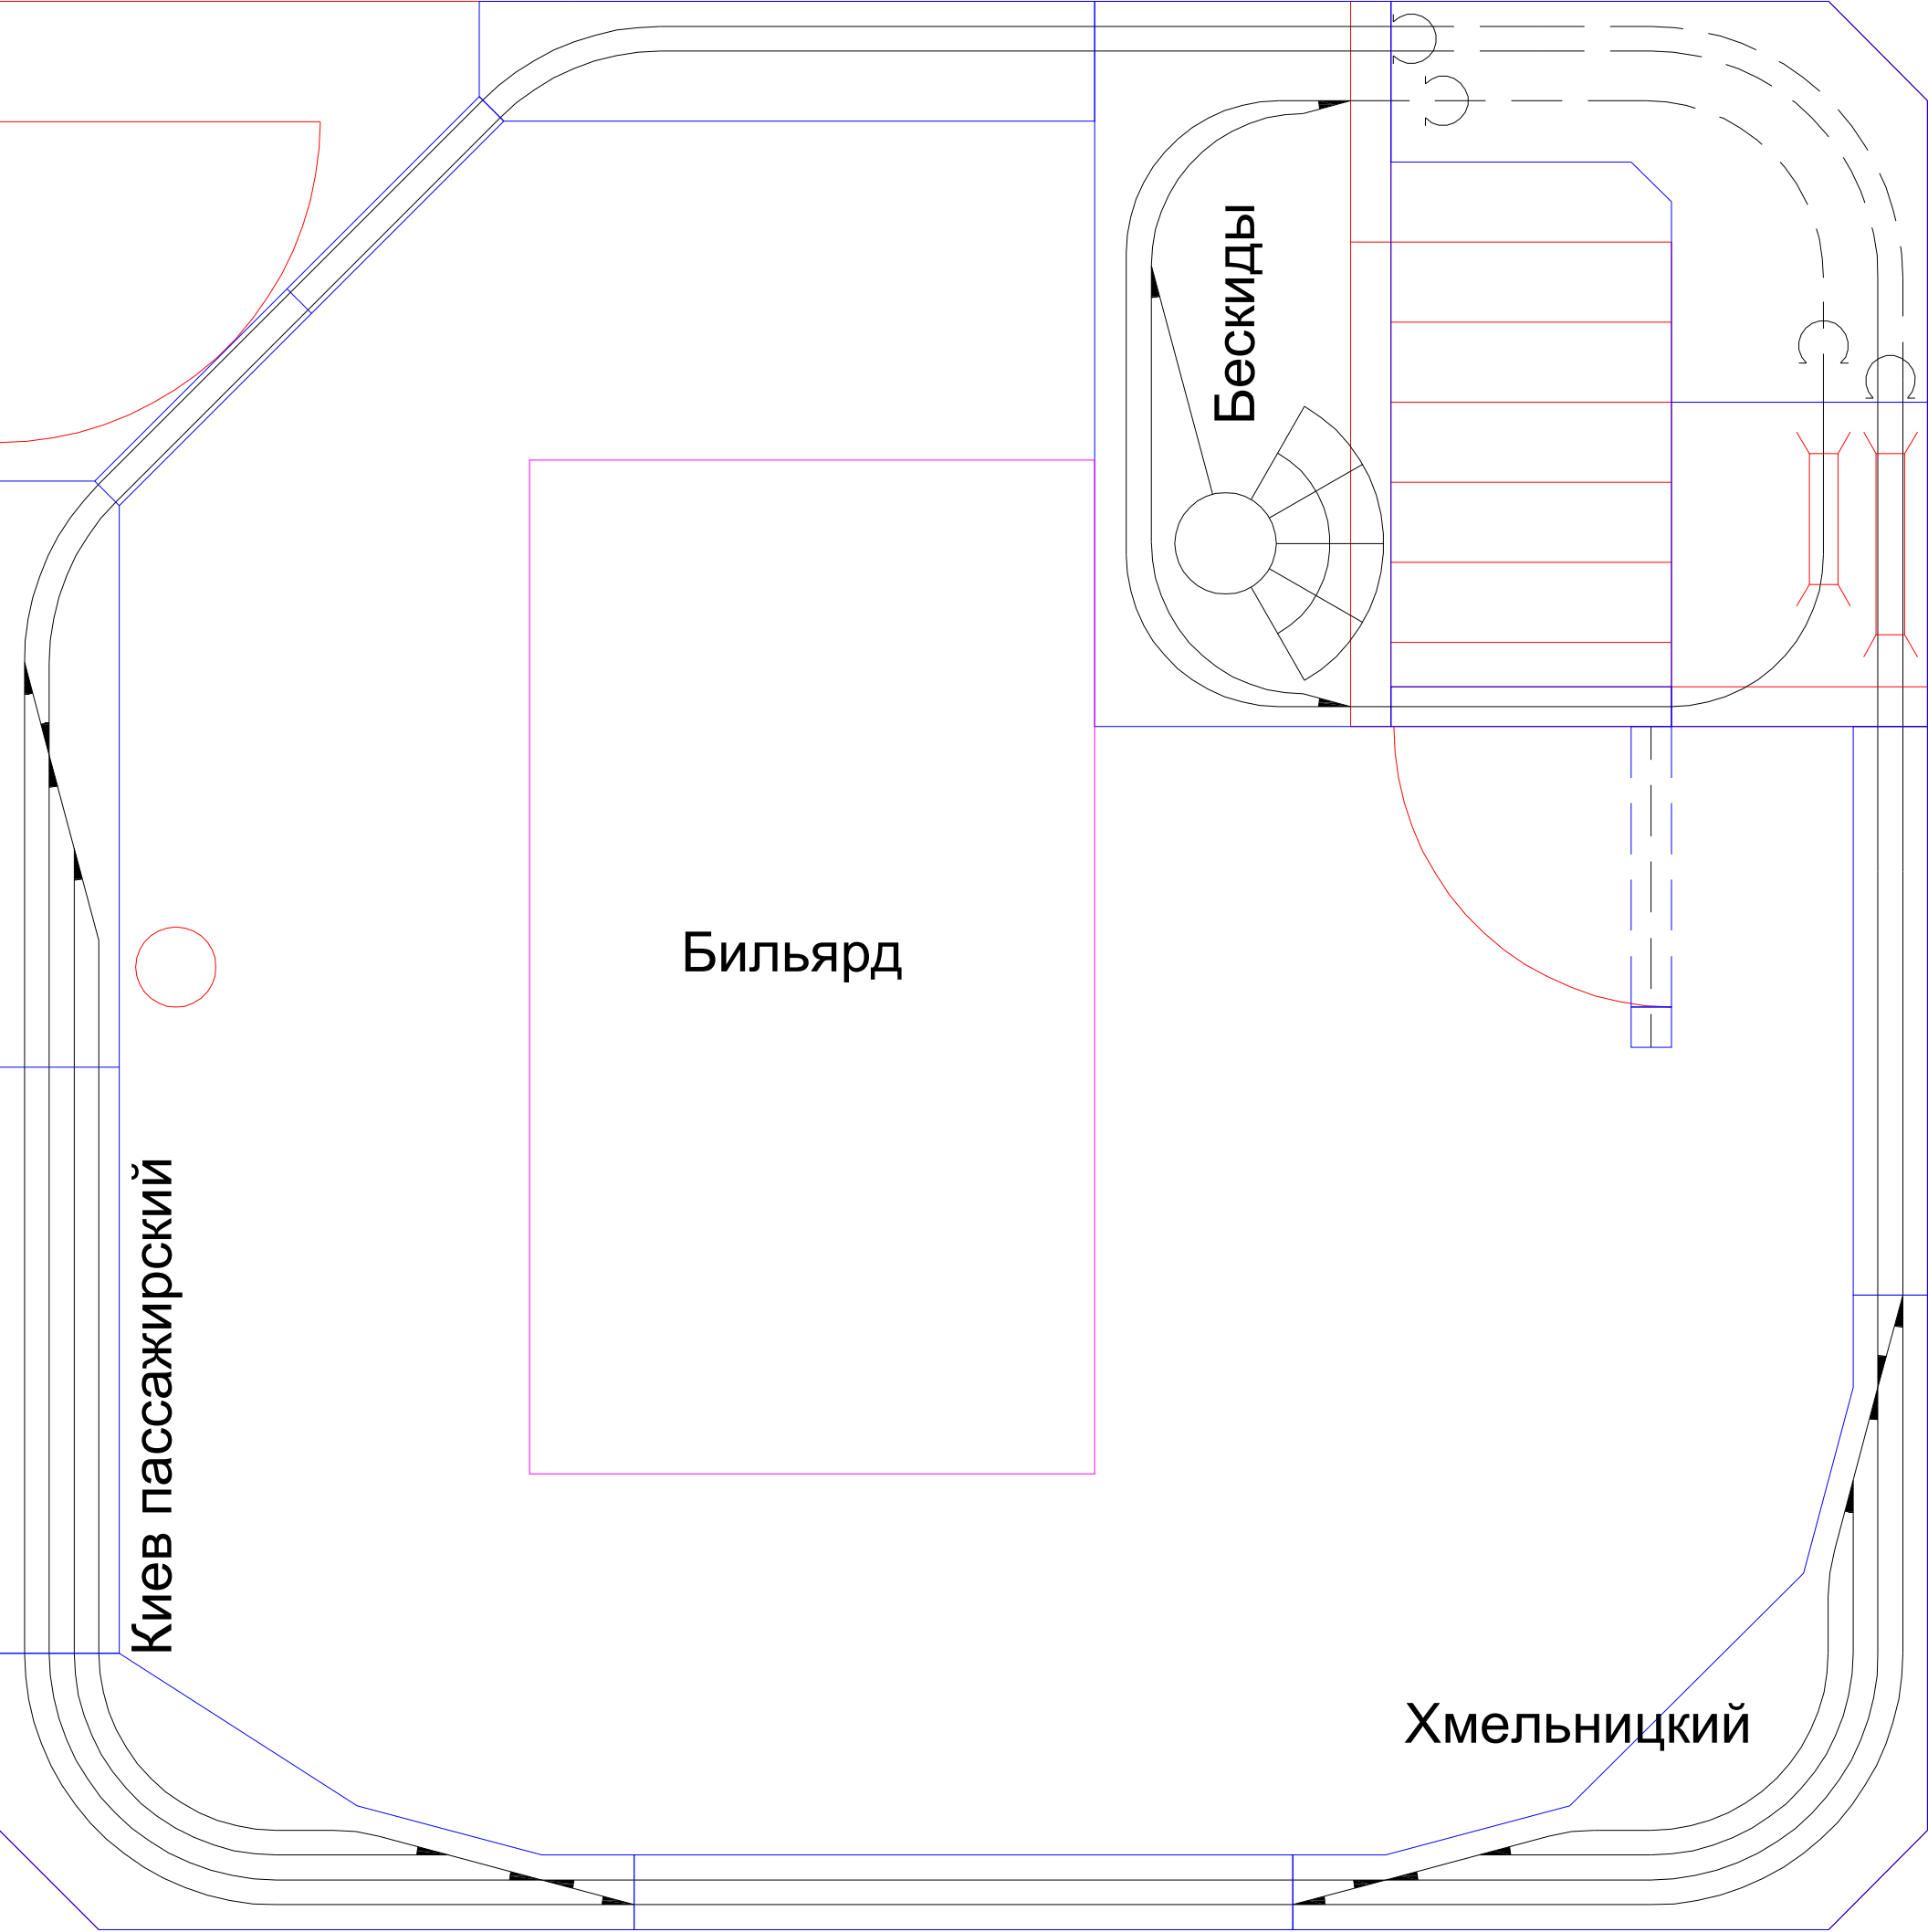 Бескиды
Бильярд
Киев пассажирский
Хмельницкий